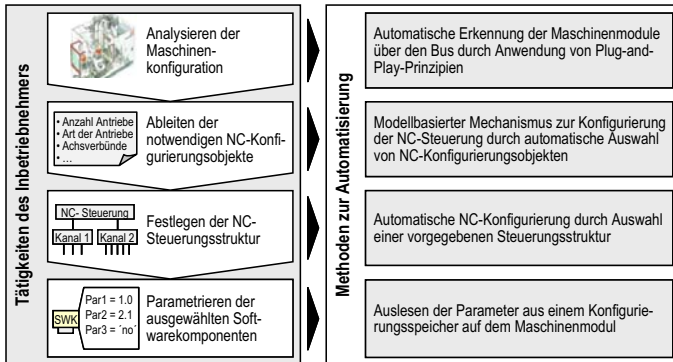 Tätigkeiten des Inbetriebnehmers
Analysieren der
Maschinen-
konfiguration
• Anzahl Antriebe
• Art der Antriebe
• Achsverbünde
• ...
Ableiten der
notwendigen NC-Konfi-
gurierungsobjekte
NC- Steuerung
Kanal 1
Kanal 2
Festlegen der NC-
Steuerungsstruktur
SWK
Par1 = 1.0
Par2 = 2.1
Par3 = ´no´
Parametrieren der
ausgewählten Soft-
warekomponenten
Methoden zur Automatisierung
Automatische Erkennung der Maschinenmodule
über den Bus durch Anwendung von Plug-and-
Play-Prinzipien
Modellbasierter Mechanismus zur Konfigurierung
der NC-Steuerung durch automatische Auswahl
von NC-Konfigurierungsobjekten
Automatische NC-Konfigurierung durch Auswahl
einer vorgegebenen Steuerungsstruktur
Auslesen der Parameter aus einem Konfigurie-
rungsspeicher auf dem Maschinenmodul